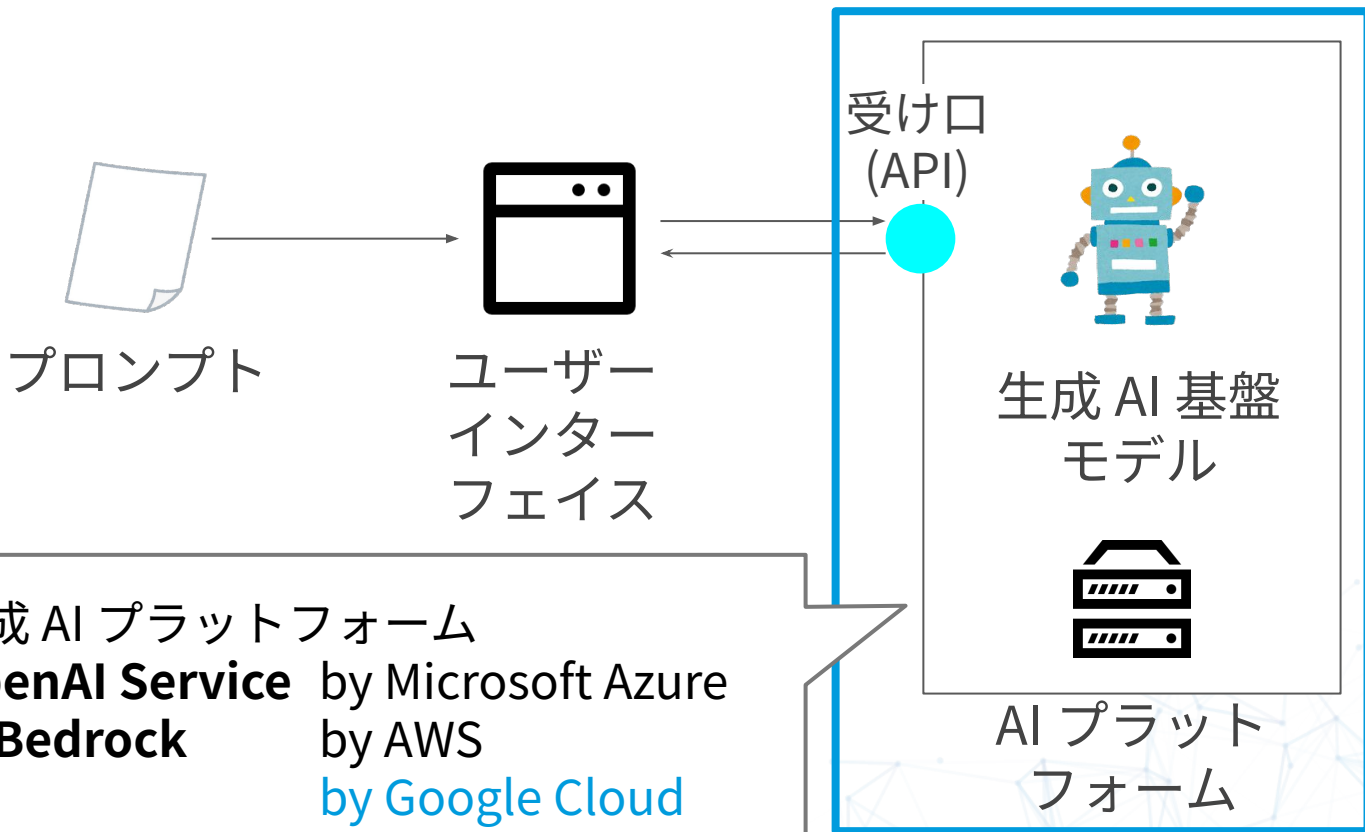 受け口
(API)
プロンプト
ユーザー
インター
フェイス
生成 AI 基盤
モデル
AI プラット
フォーム
成 AI プラットフォーム
enAI Service by Microsoft Azure
Bedrock by AWS
by Google Cloud